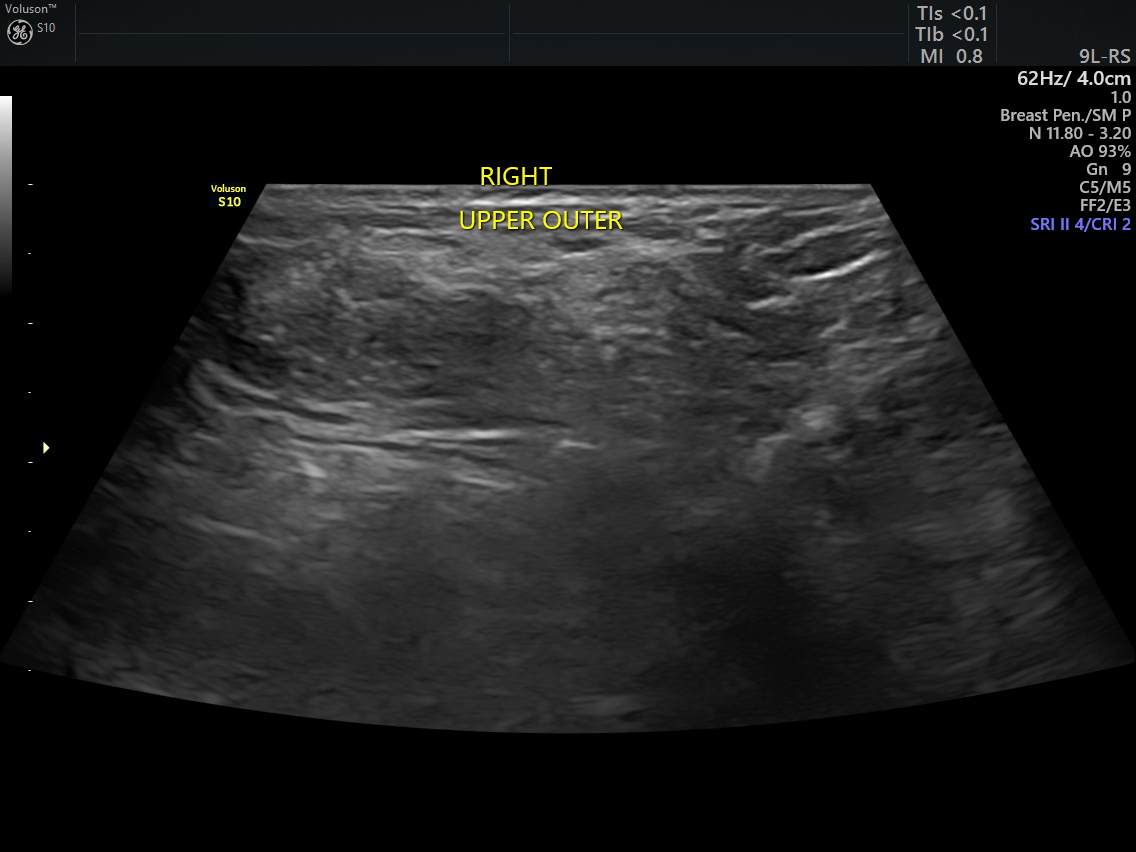 Voluson™
S10
TIs <0.1
TIb <0.1
MI 0.8
9L-RS
62Hz/ 4.0cm
1.0
Breast Pen./SM P
N 11.80 - 3.20
AO 93%
Gn 9
C5/M5
FF2/E3
SRI II 4/CRI 2
Voluson
S10
RIGHT
UPPER OUTER